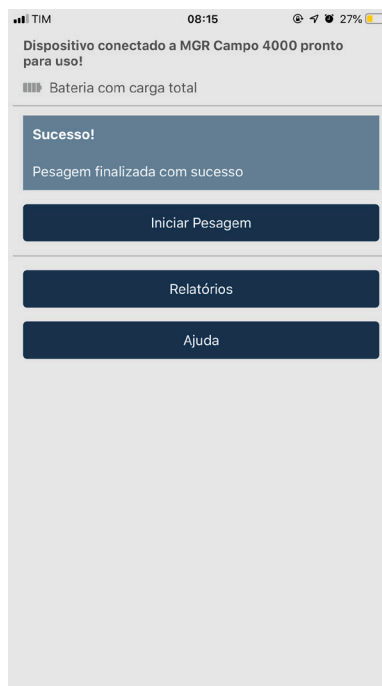 TIM 08:15 27%
Dispositivo conectado a MGR Campo 4000 pronto
para uso!
Bateria com carga total
Sucesso!
Pesagem finalizada com sucesso
Iniciar Pesagem
Relatórios
Ajuda